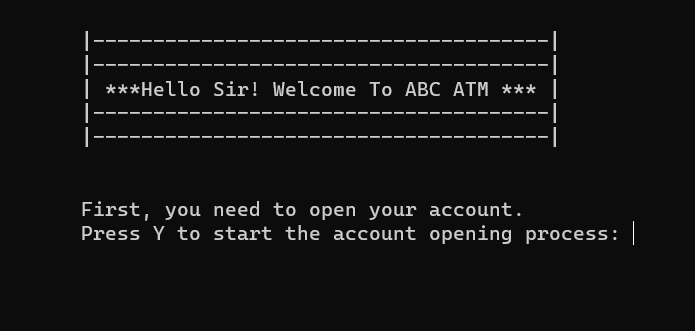 |--------------------------------------|
|--------------------------------------|
| ***Hello Sir! Welcome To ABC ATM *** |
|--------------------------------------|
|--------------------------------------|
First, you need to open your account.
Press Y to start the account opening process: